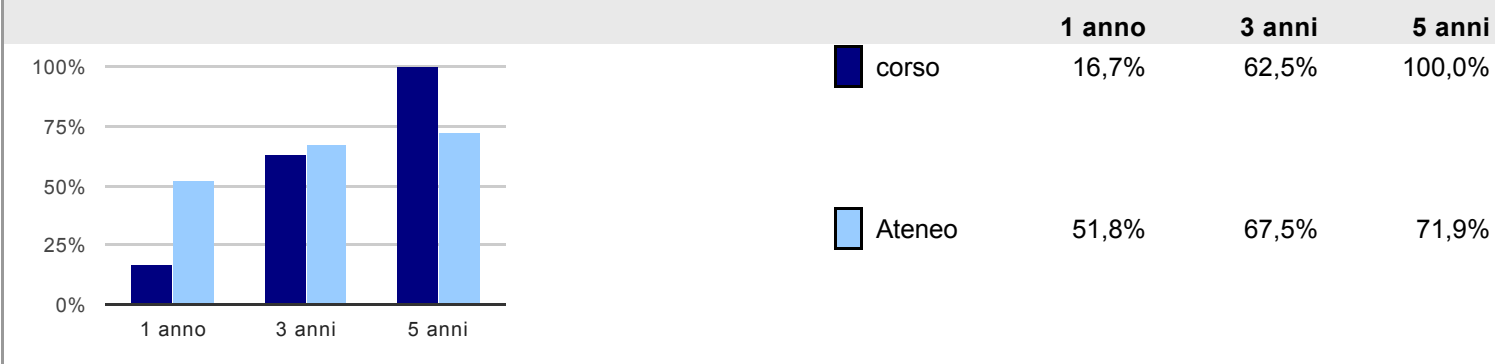 1 anno 3 anni 5 anni
corso 16,7% 62,5% 100,0%
Ateneo 51,8% 67,5% 71,9%
100%
75%
50%
25%
0%
1 anno 3 anni 5 anni